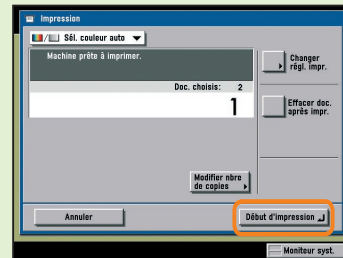 Impression
Sél. couleur auto
Machine prête à imprimer.
Changer
régl. impr.
Doc. choisis: 2
1
Effacer doc.
après impr.
Modifier nbre
de copies
Annuler
Début d'impression
Moniteur syst.